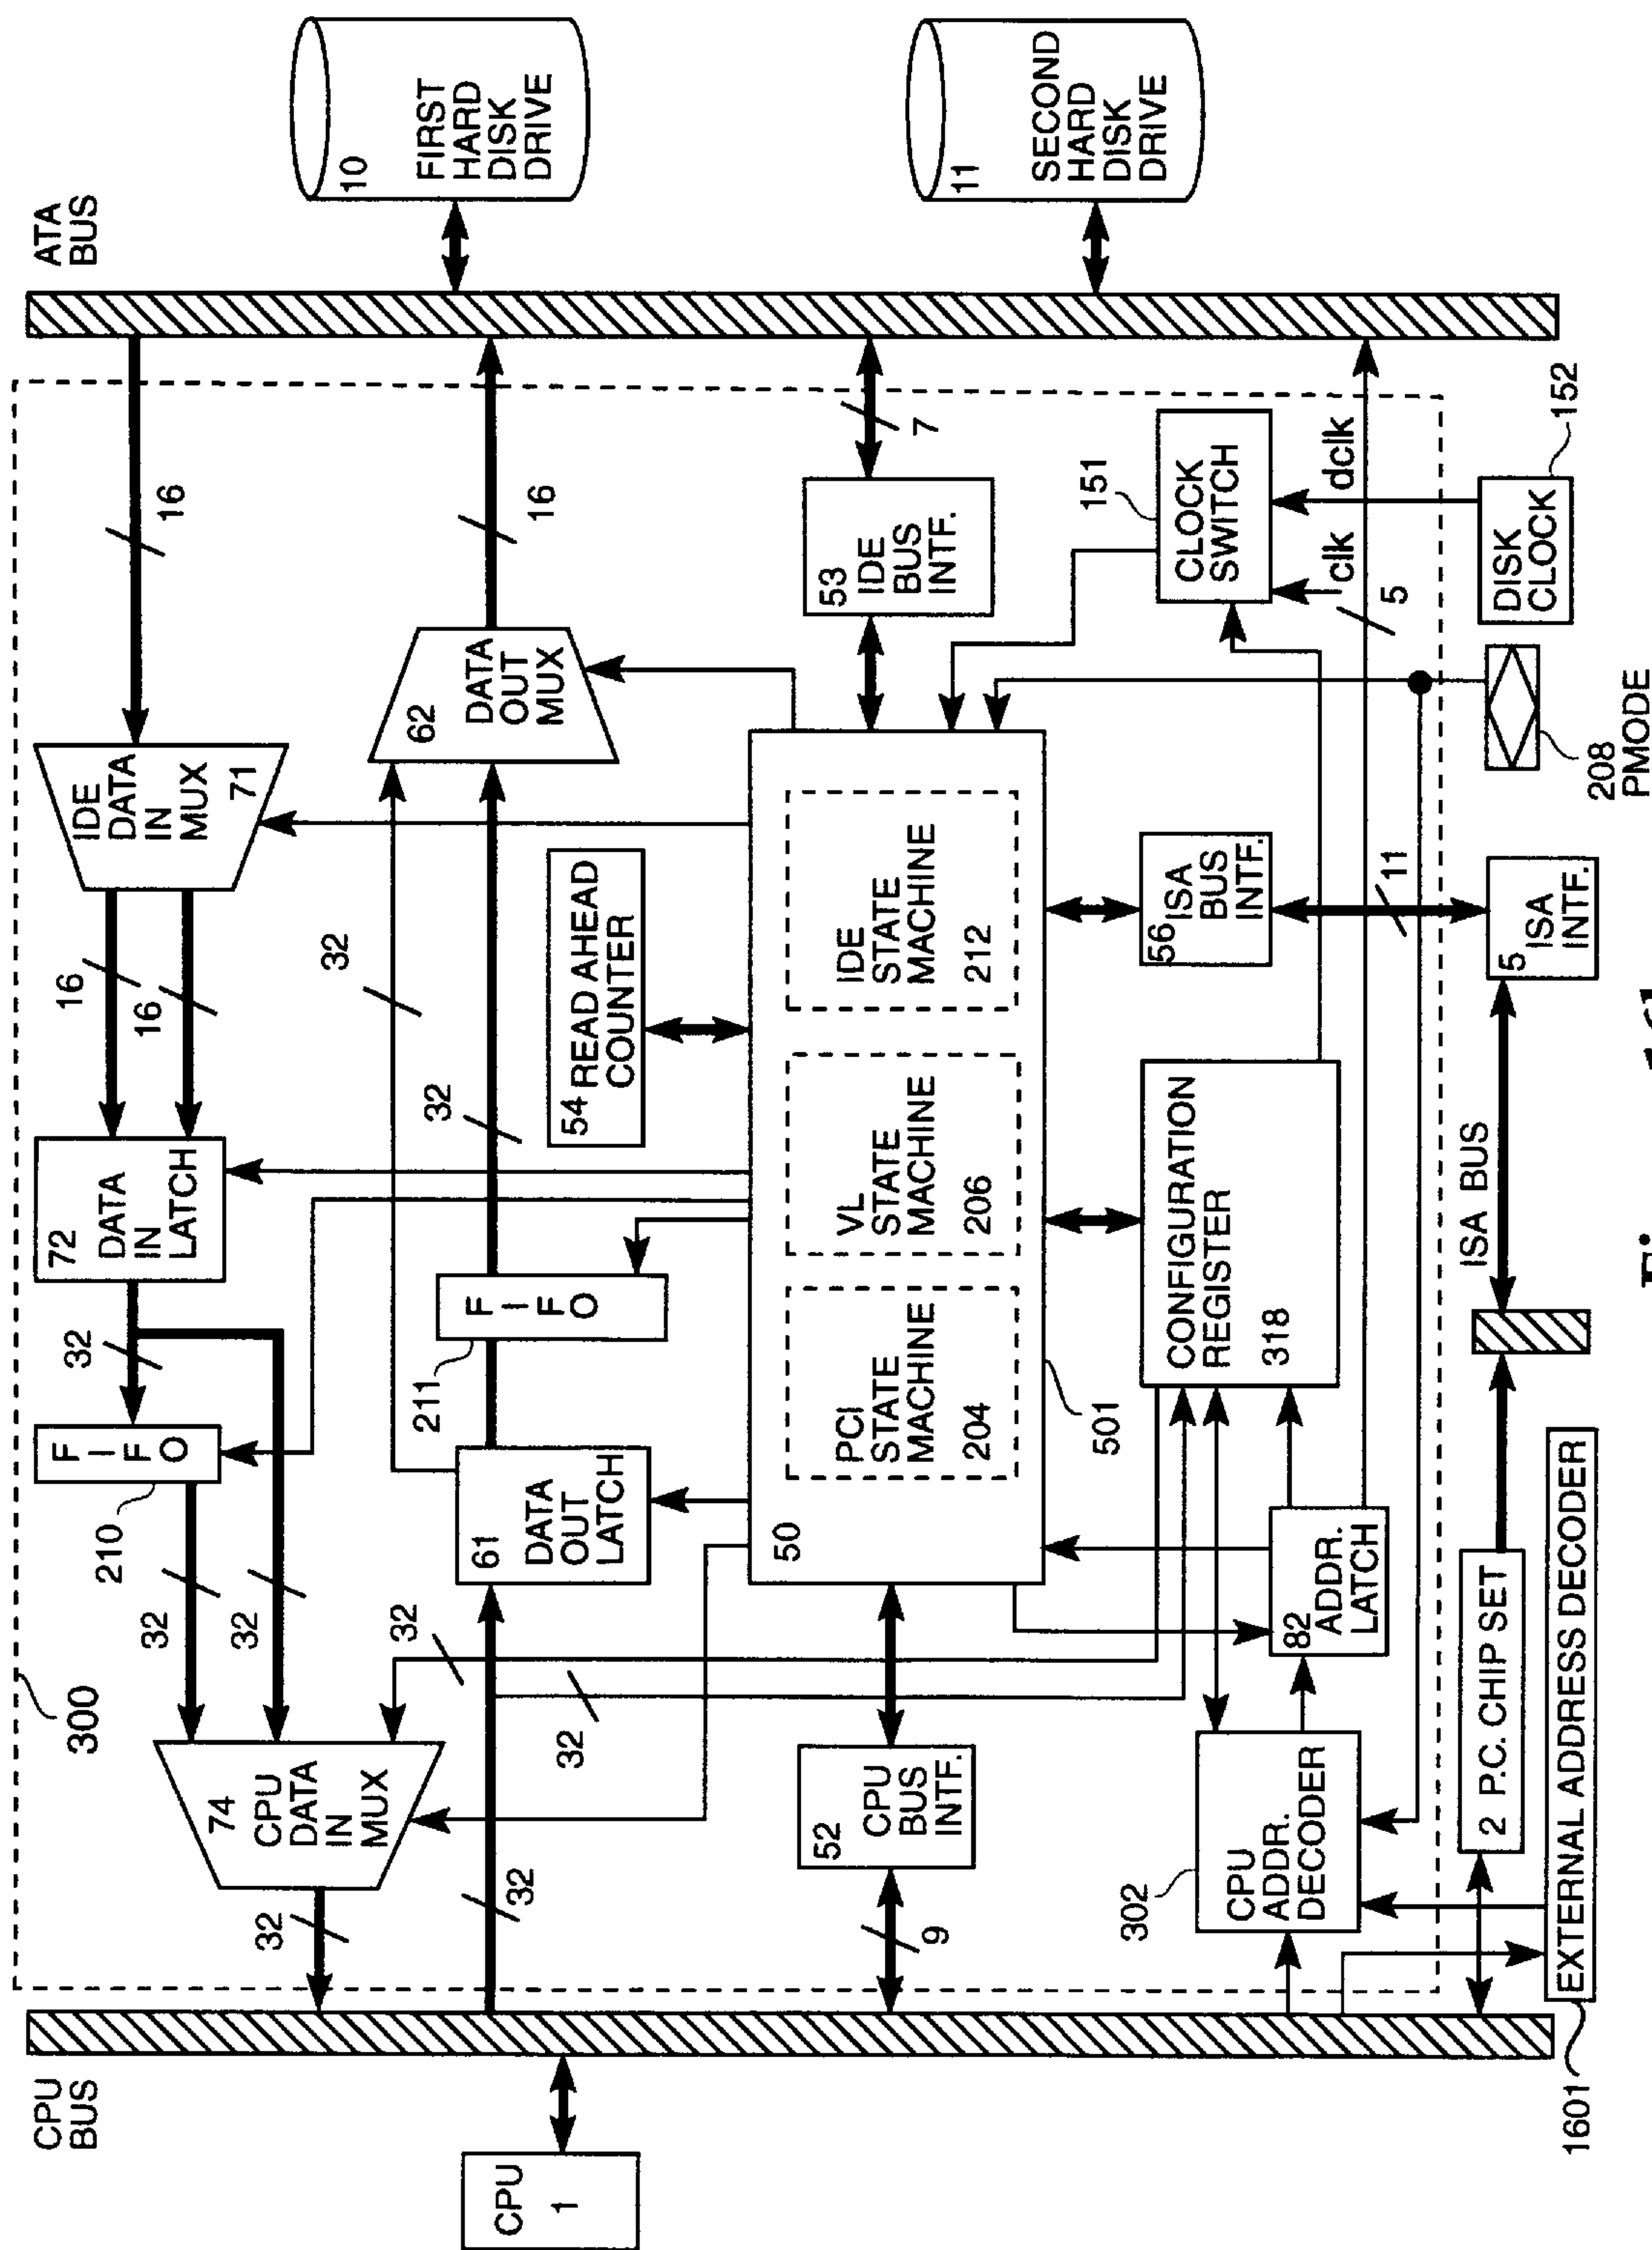 CPU
BUS
ATA
BUS
CPU
1
300
32
74
CPU
DATA
IN
MUX
32
32
210
F
I
F
O
32
72
DATA
IN
LATCH
16
16
IDE
DATA
IN
MUX
71
16
10
FIRST
HARD
DISK
DRIVE
32
32
32
61
DATA
OUT
LATCH
211
F
I
F
O
32
32
54 READ AHEAD
COUNTER
62
DATA
OUT
MUX
16
9
52
CPU
BUS
INTF.
50
PCI
STATE
MACHINE
204
VL
STATE
MACHINE
206
IDE
STATE
MACHINE
212
501
53
IDE
BUS
INTF.
7
11
SECOND
HARD
DISK
DRIVE
302
CPU
ADDR.
DECODER
82
ADDR.
LATCH
CONFIGURATION
REGISTER
318
56
ISA
BUS
INTF.
11
151
CLOCK
SWITCH
clk
dclk
5
1601
EXTERNAL ADDRESS DECODER
2 P.C. CHIP SET
ISA BUS
5
ISA
INTF.
208
PMODE
DISK
CLOCK
152